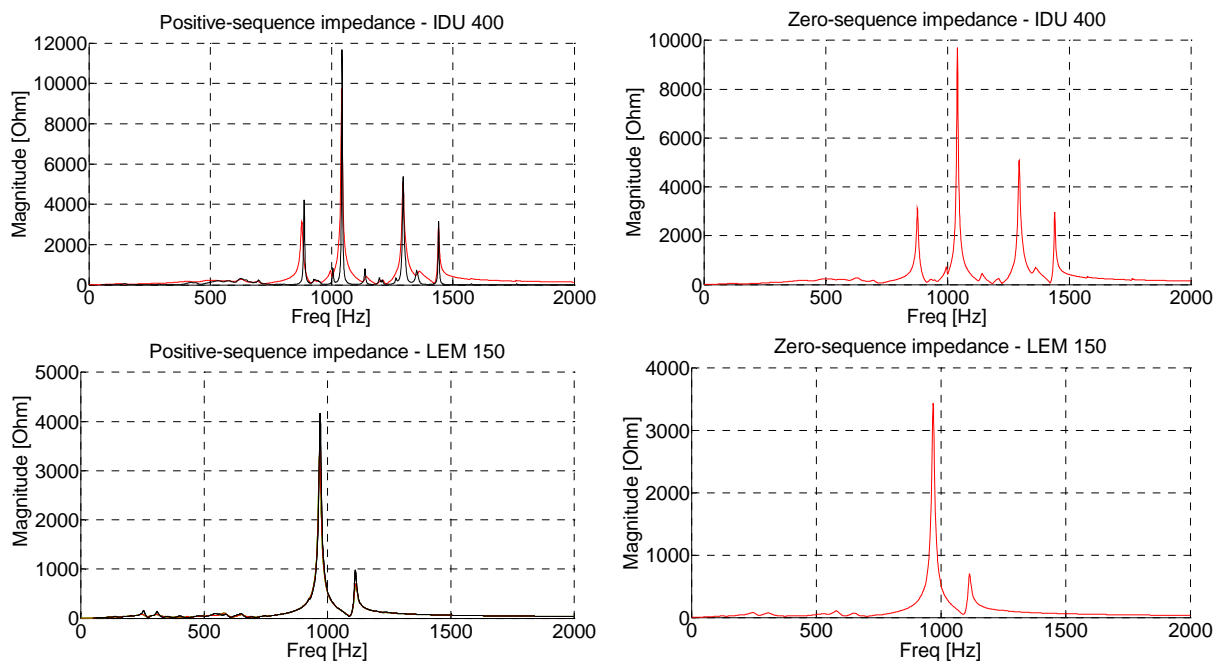 Positive-sequence impedance - IDU 400
Magnitude [Ohm]
12000
10000
8000
6000
4000
2000
0
0 500 1000 1500 2000
Freq [Hz]
Zero-sequence impedance - IDU 400
Magnitude [Ohm]
10000
8000
6000
4000
2000
0
0 500 1000 1500 2000
Freq [Hz]
Positive-sequence impedance - LEM 150
Magnitude [Ohm]
5000
4000
3000
2000
1000
0
0 500 1000 1500 2000
Freq [Hz]
Zero-sequence impedance - LEM 150
Magnitude [Ohm]
4000
3000
2000
1000
0
0 500 1000 1500 2000
Freq [Hz]